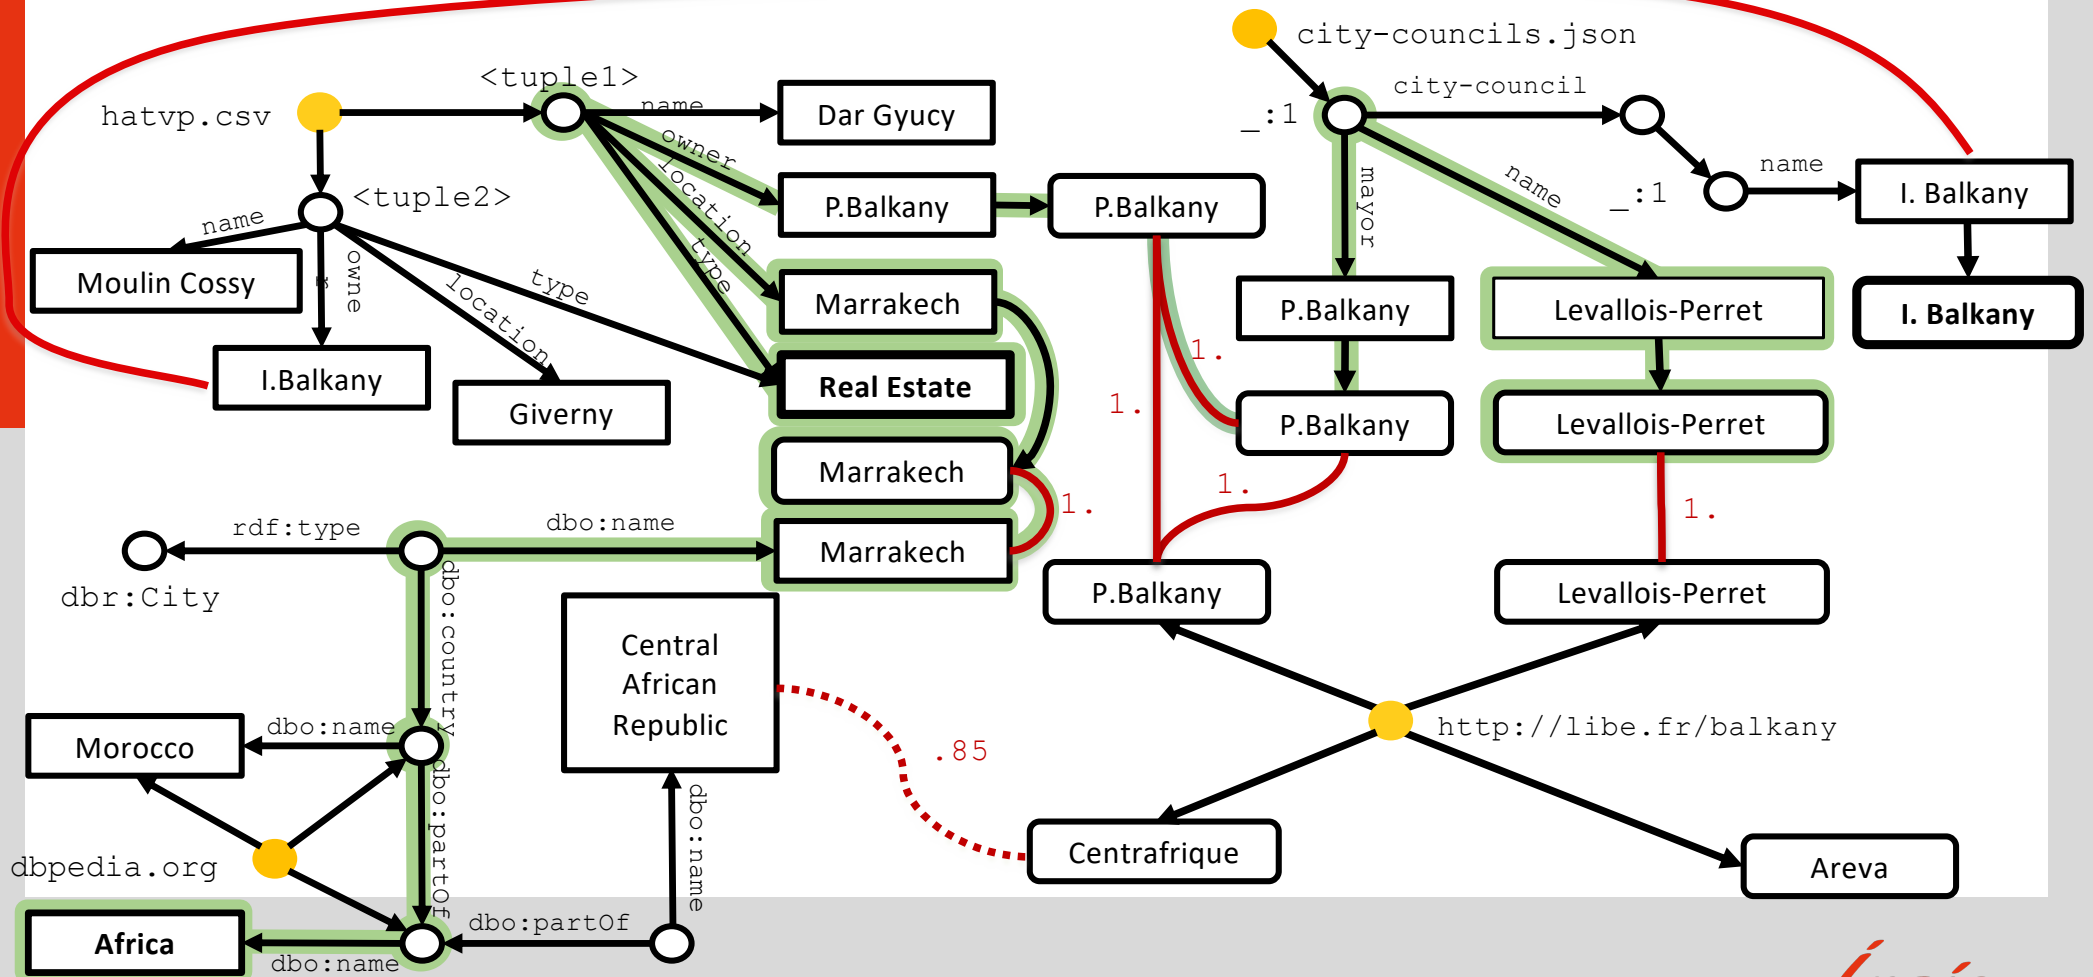 city-councils.json
<tuple1>
city-council
hatvp.csv
name
Dar Gyucy
_:1
owner
location
type
mayor
name
name
_:1
<tuple2>
P.Balkany
P.Balkany
I. Balkany
name
Moulin Cossy
owne
r
location
type
Marrakech
P.Balkany
Levallois-Perret
I. Balkany
1.
I.Balkany
Real Estate
Giverny
1.
P.Balkany
Levallois-Perret
Marrakech
1.
1.
1.
rdf:type
dbo:name
Marrakech
dbr:City
dbo:country
P.Balkany
Levallois-Perret
Central
African
Republic
dbo:name
Morocco
http://libe.fr/balkany
.85
dbo:partOf
dbo:name
Centrafrique
dbpedia.org
Areva
dbo:partOf
Africa
dbo:name